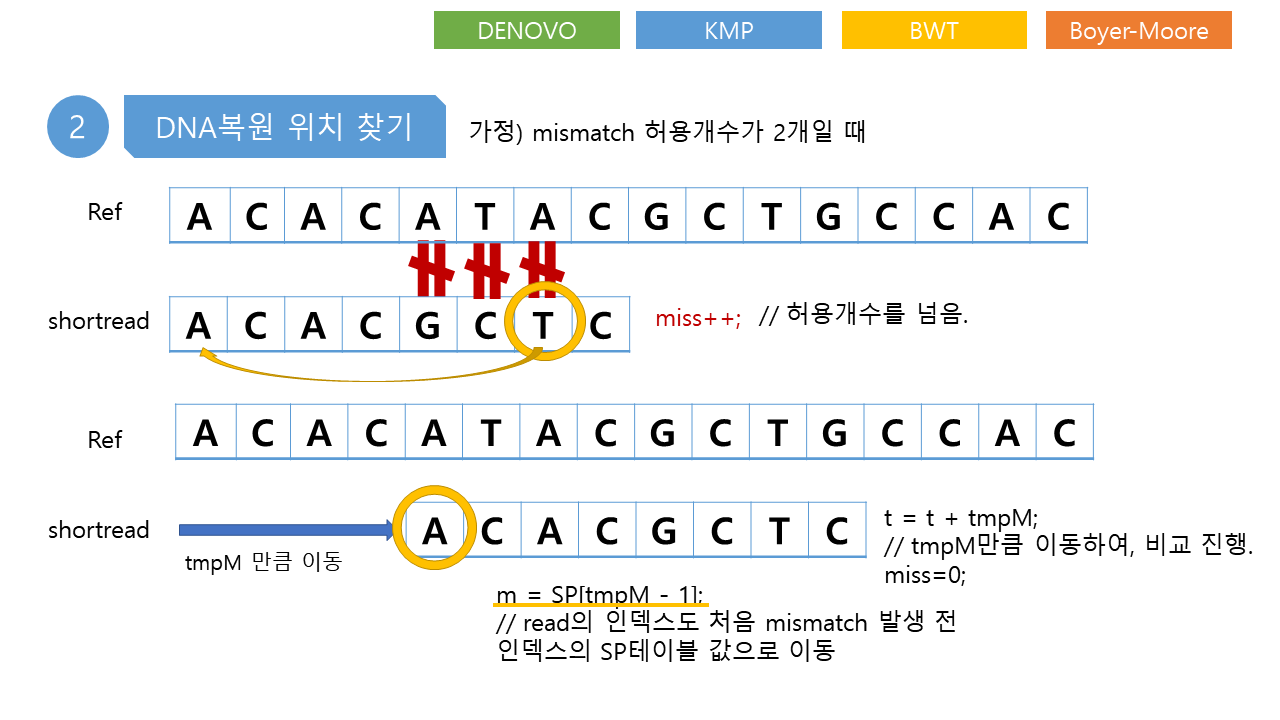 DENOVO KMP BWT Boyer-Moore
2 DNA복원 위치 찾기 가정) mismatch 허용개수가 2개일 때
Ref A C A C A T A C G C T G C C A C
shortread A C A C G C T C miss++; // 허용개수를 넘음.
Ref A C A C A T A C G C T G C C A C
shortread A C A C G C T C
tmpM 만큼 이동
t = t + tmpM;
// tmpM만큼 이동하여, 비교 진행.
miss=0;
m = SP[tmpM - 1];
// read의 인덱스도 처음 mismatch 발생 전
인덱스의 SP테이블 값으로 이동